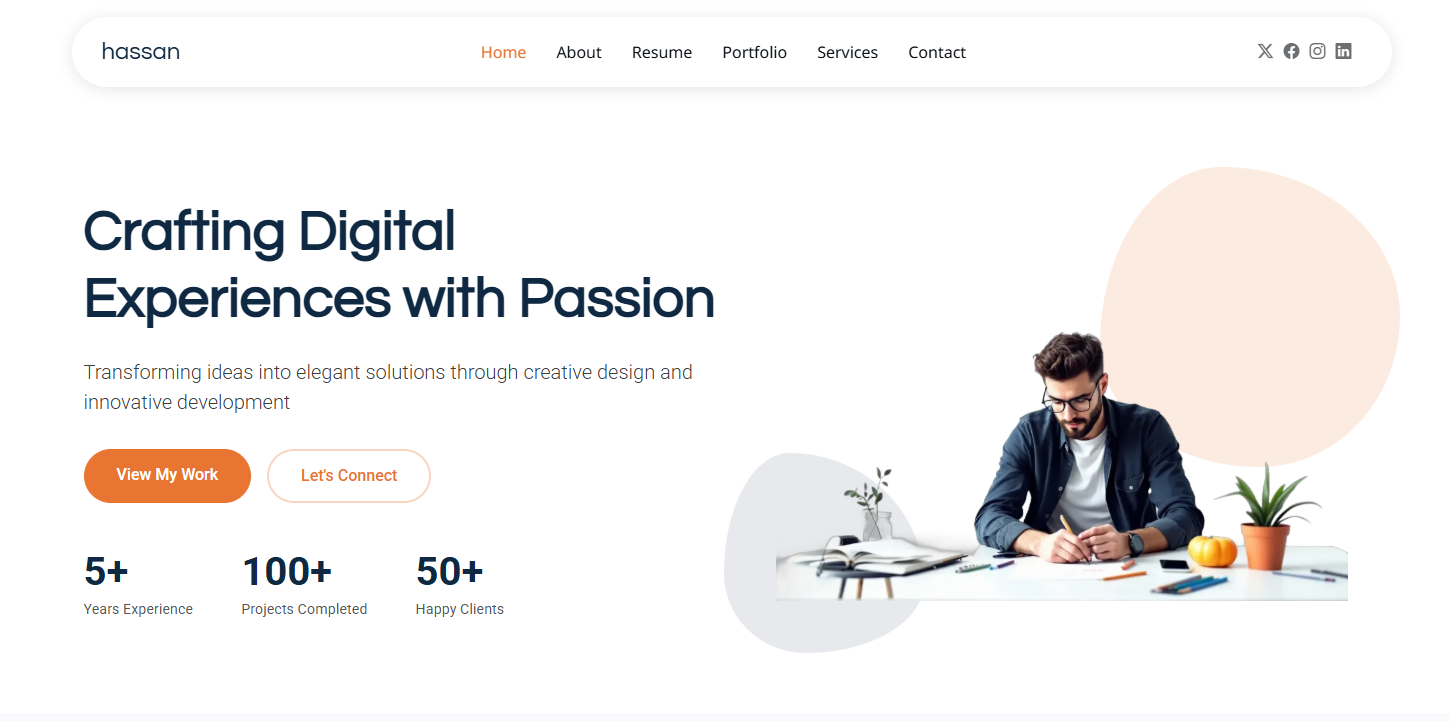 hassan
Home About Resume Portfolio Services Contact
Crafting Digital
Experiences with Passion
Transforming ideas into elegant solutions through creative design and
innovative development
View My Work Let's Connect
5+ 100+ 50+
Years Experience Projects Completed Happy Clients